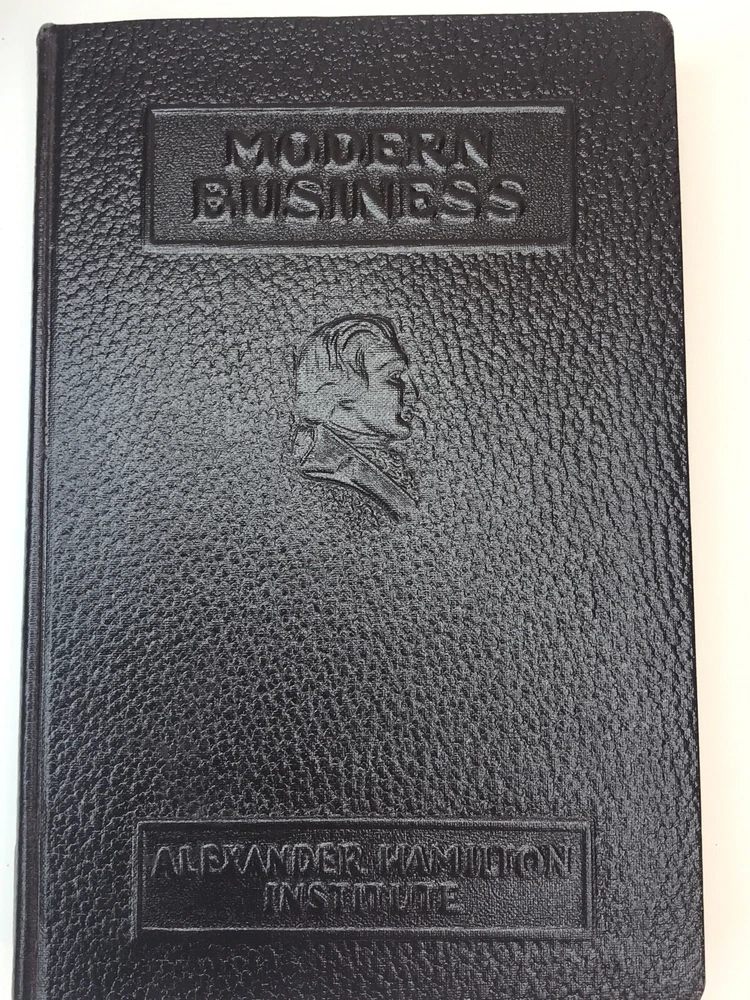 MODERN
BUSINESS
ALEXANDER HAMILTON
INSTITUTE